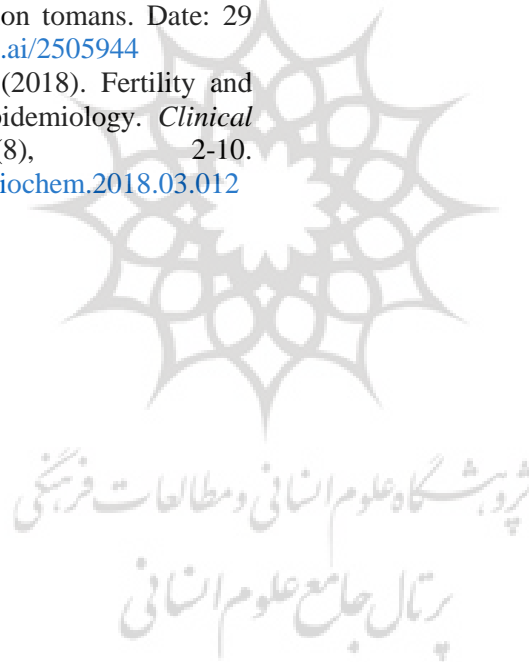 on tomans. Date: 29
.ai/2505944
(2018). Fertility and
pidemiology. Clinical
(8), 2-10.
iochem.2018.03.012
پژوهشگاه علوم انسانی و مطالعات فرهنگی
پرتال جامع علوم انسانی